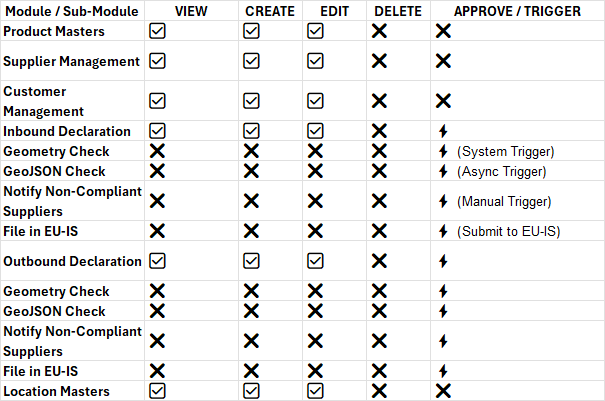 Module / Sub-Module VIEW CREATE EDIT DELETE APPROVE / TRIGGER
Product Masters ☑ ☑ ☑ ❌ ❌
Supplier Management ☑ ☑ ☑ ❌ ❌
Customer
Management ☑ ☑ ☑ ❌ ❌
Inbound Declaration ☑ ☑ ☑ ❌ ⚡
Geometry Check ❌ ❌ ❌ ❌ ⚡ (System Trigger)
GeoJSON Check ❌ ❌ ❌ ❌ ⚡ (Async Trigger)
Notify Non-Compliant
Suppliers ❌ ❌ ❌ ❌ ⚡ (Manual Trigger)
File in EU-IS ❌ ❌ ❌ ❌ ⚡ (Submit to EU-IS)
Outbound Declaration ☑ ☑ ☑ ❌ ⚡
Geometry Check ❌ ❌ ❌ ❌ ⚡
GeoJSON Check ❌ ❌ ❌ ❌ ⚡
Notify Non-Compliant
Suppliers ❌ ❌ ❌ ❌ ⚡
File in EU-IS ❌ ❌ ❌ ❌ ⚡
Location Masters ☑ ☑ ☑ ❌ ❌